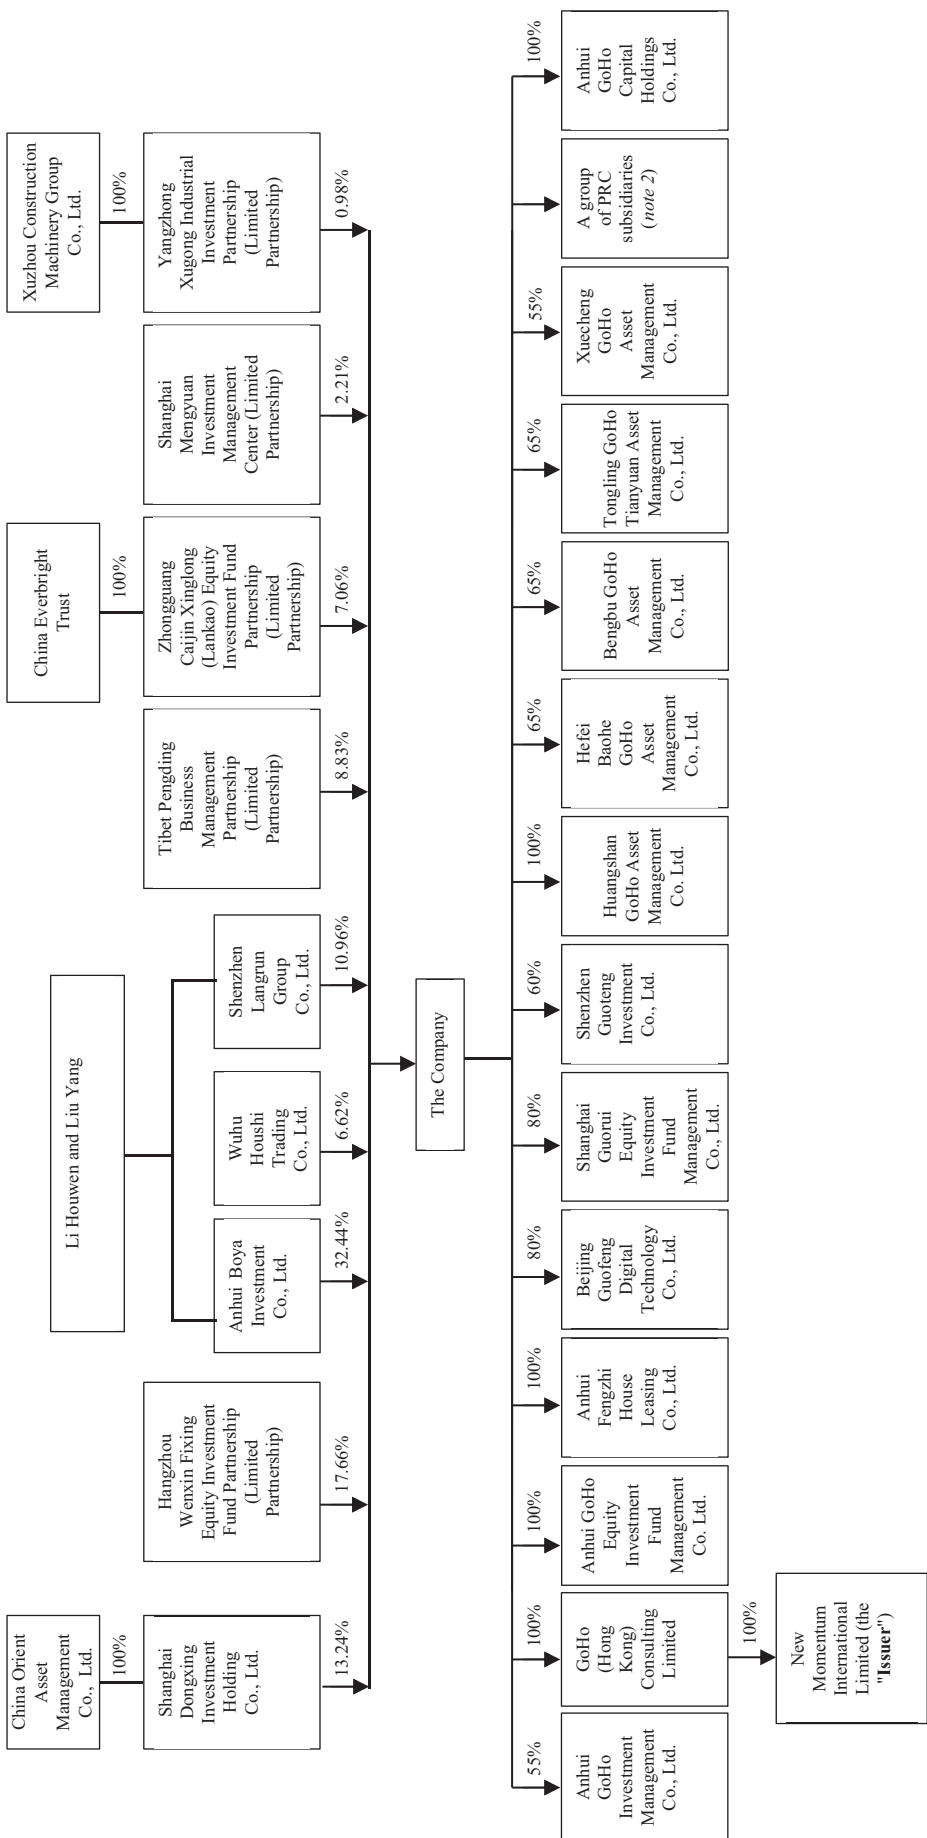 China Orient
Asset
Management
Co., Ltd.
100%
Shanghai
Dongxing
Investment
Holding
Co., Ltd.
13.24%
Hangzhou
Wenxin Fixing
Equity Investment
Fund Partnership
(Limited
Partnership)
17.66%
Li Houwen and Liu Yang
Anhui Boya
Investment
Co., Ltd.
32.44%
Wuhu
Houshi
Trading
Co., Ltd.
6.62%
Shenzhen
Langrun
Group
Co., Ltd.
10.96%
Tibet Pengding
Business
Management
Partnership
(Limited
Partnership)
8.83%
China Everbright
Trust
100%
Zhongguang
Caijin Xinglong
(Lankao) Equity
Investment Fund
Partnership
(Limited
Partnership)
7.06%
Shanghai
Mengyuan
Investment
Management
Center (Limited
Partnership)
2.21%
Xuzhou Construction
Machinery Group
Co., Ltd.
100%
Yangzhong
Xugong Industrial
Investment
Partnership
(Limited
Partnership)
0.98%
The Company
55%
Anhui
GoHo
Investment
Management
Co., Ltd.
100%
GoHo
(Hong
Kong)
Consulting
Limited
100%
New
Momentum
International
Limited (the
"Issuer")
100%
Anhui GoHo
Equity
Investment
Fund
Management
Co. Ltd.
100%
Anhui
Fengzhi
House
Leasing
Co., Ltd.
80%
Beijing
Guofeng
Digital
Technology
Co., Ltd.
80%
Shanghai
Guorui
Equity
Investment
Fund
Management
Co., Ltd.
60%
Shenzhen
Guoteng
Investment
Co., Ltd.
100%
Huangshan
GoHo Asset
Management
Co. Ltd.
65%
Hefei
Baohe
GoHo
Asset
Management
Co., Ltd.
65%
Bengbu GoHo
Asset
Management
Co., Ltd.
65%
Tongling GoHo
Tianyuan Asset
Management
Co., Ltd.
55%
Xuecheng
GoHo
Asset
Management
Co., Ltd.
A group
of PRC
subsidiaries
(note 2)
100%
Anhui
GoHo
Capital
Holdings
Co., Ltd.